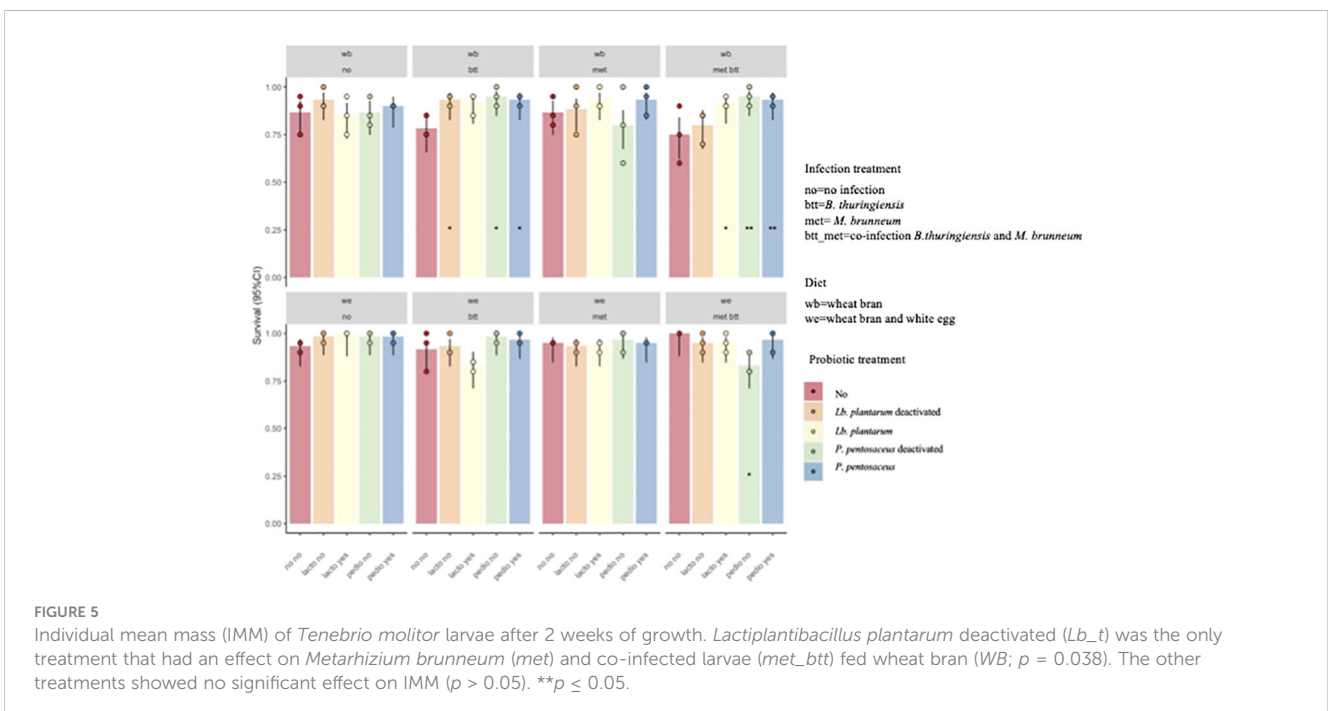 wb wb wb wb
no btt met met btt
1.00
0.75
0.50
0.25
0.00
Survival (95%CI)
we we we we
no btt met met btt
1.00
0.75
0.50
0.25
0.00
no no lacto no lacto yes pedio no pedio yes no no lacto no lacto yes pedio no pedio yes no no lacto no lacto yes pedio no pedio yes no no lacto no lacto yes pedio no pedio yes
Infection treatment
no=no infection
btt=B. thuringiensis
met= M. brunneum
btt_met=co-infection B.thuringiensis and M. brunneum
Diet
wb=wheat bran
we=wheat bran and white egg
Probiotic treatment
No
Lb. plantarum deactivated
Lb. plantarum
P. pentosaceus deactivated
P. pentosaceus
FIGURE 5
Individual mean mass (IMM) of Tenebrio molitor larvae after 2 weeks of growth. Lactiplantibacillus plantarum deactivated (Lb_t) was the only
treatment that had an effect on Metarhizium brunneum (met) and co-infected larvae (met_btt) fed wheat bran (WB; p = 0.038). The other
treatments showed no significant effect on IMM (p > 0.05). **p ≤ 0.05.